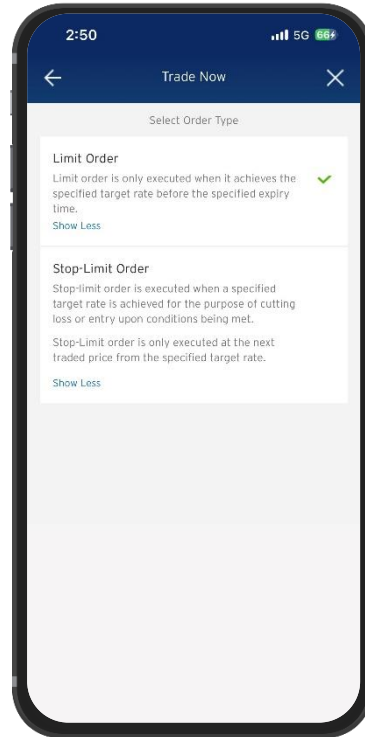 2:50 5G 66
Trade Now
Select Order Type
Limit Order
Limit order is only executed when it achieves the
specified target rate before the specified expiry
time.
Show Less
Stop-Limit Order
Stop-limit order is executed when a specified
target rate is achieved for the purpose of cutting
loss or entry upon conditions being met.
Stop-Limit order is only executed at the next
traded price from the specified target rate.
Show Less